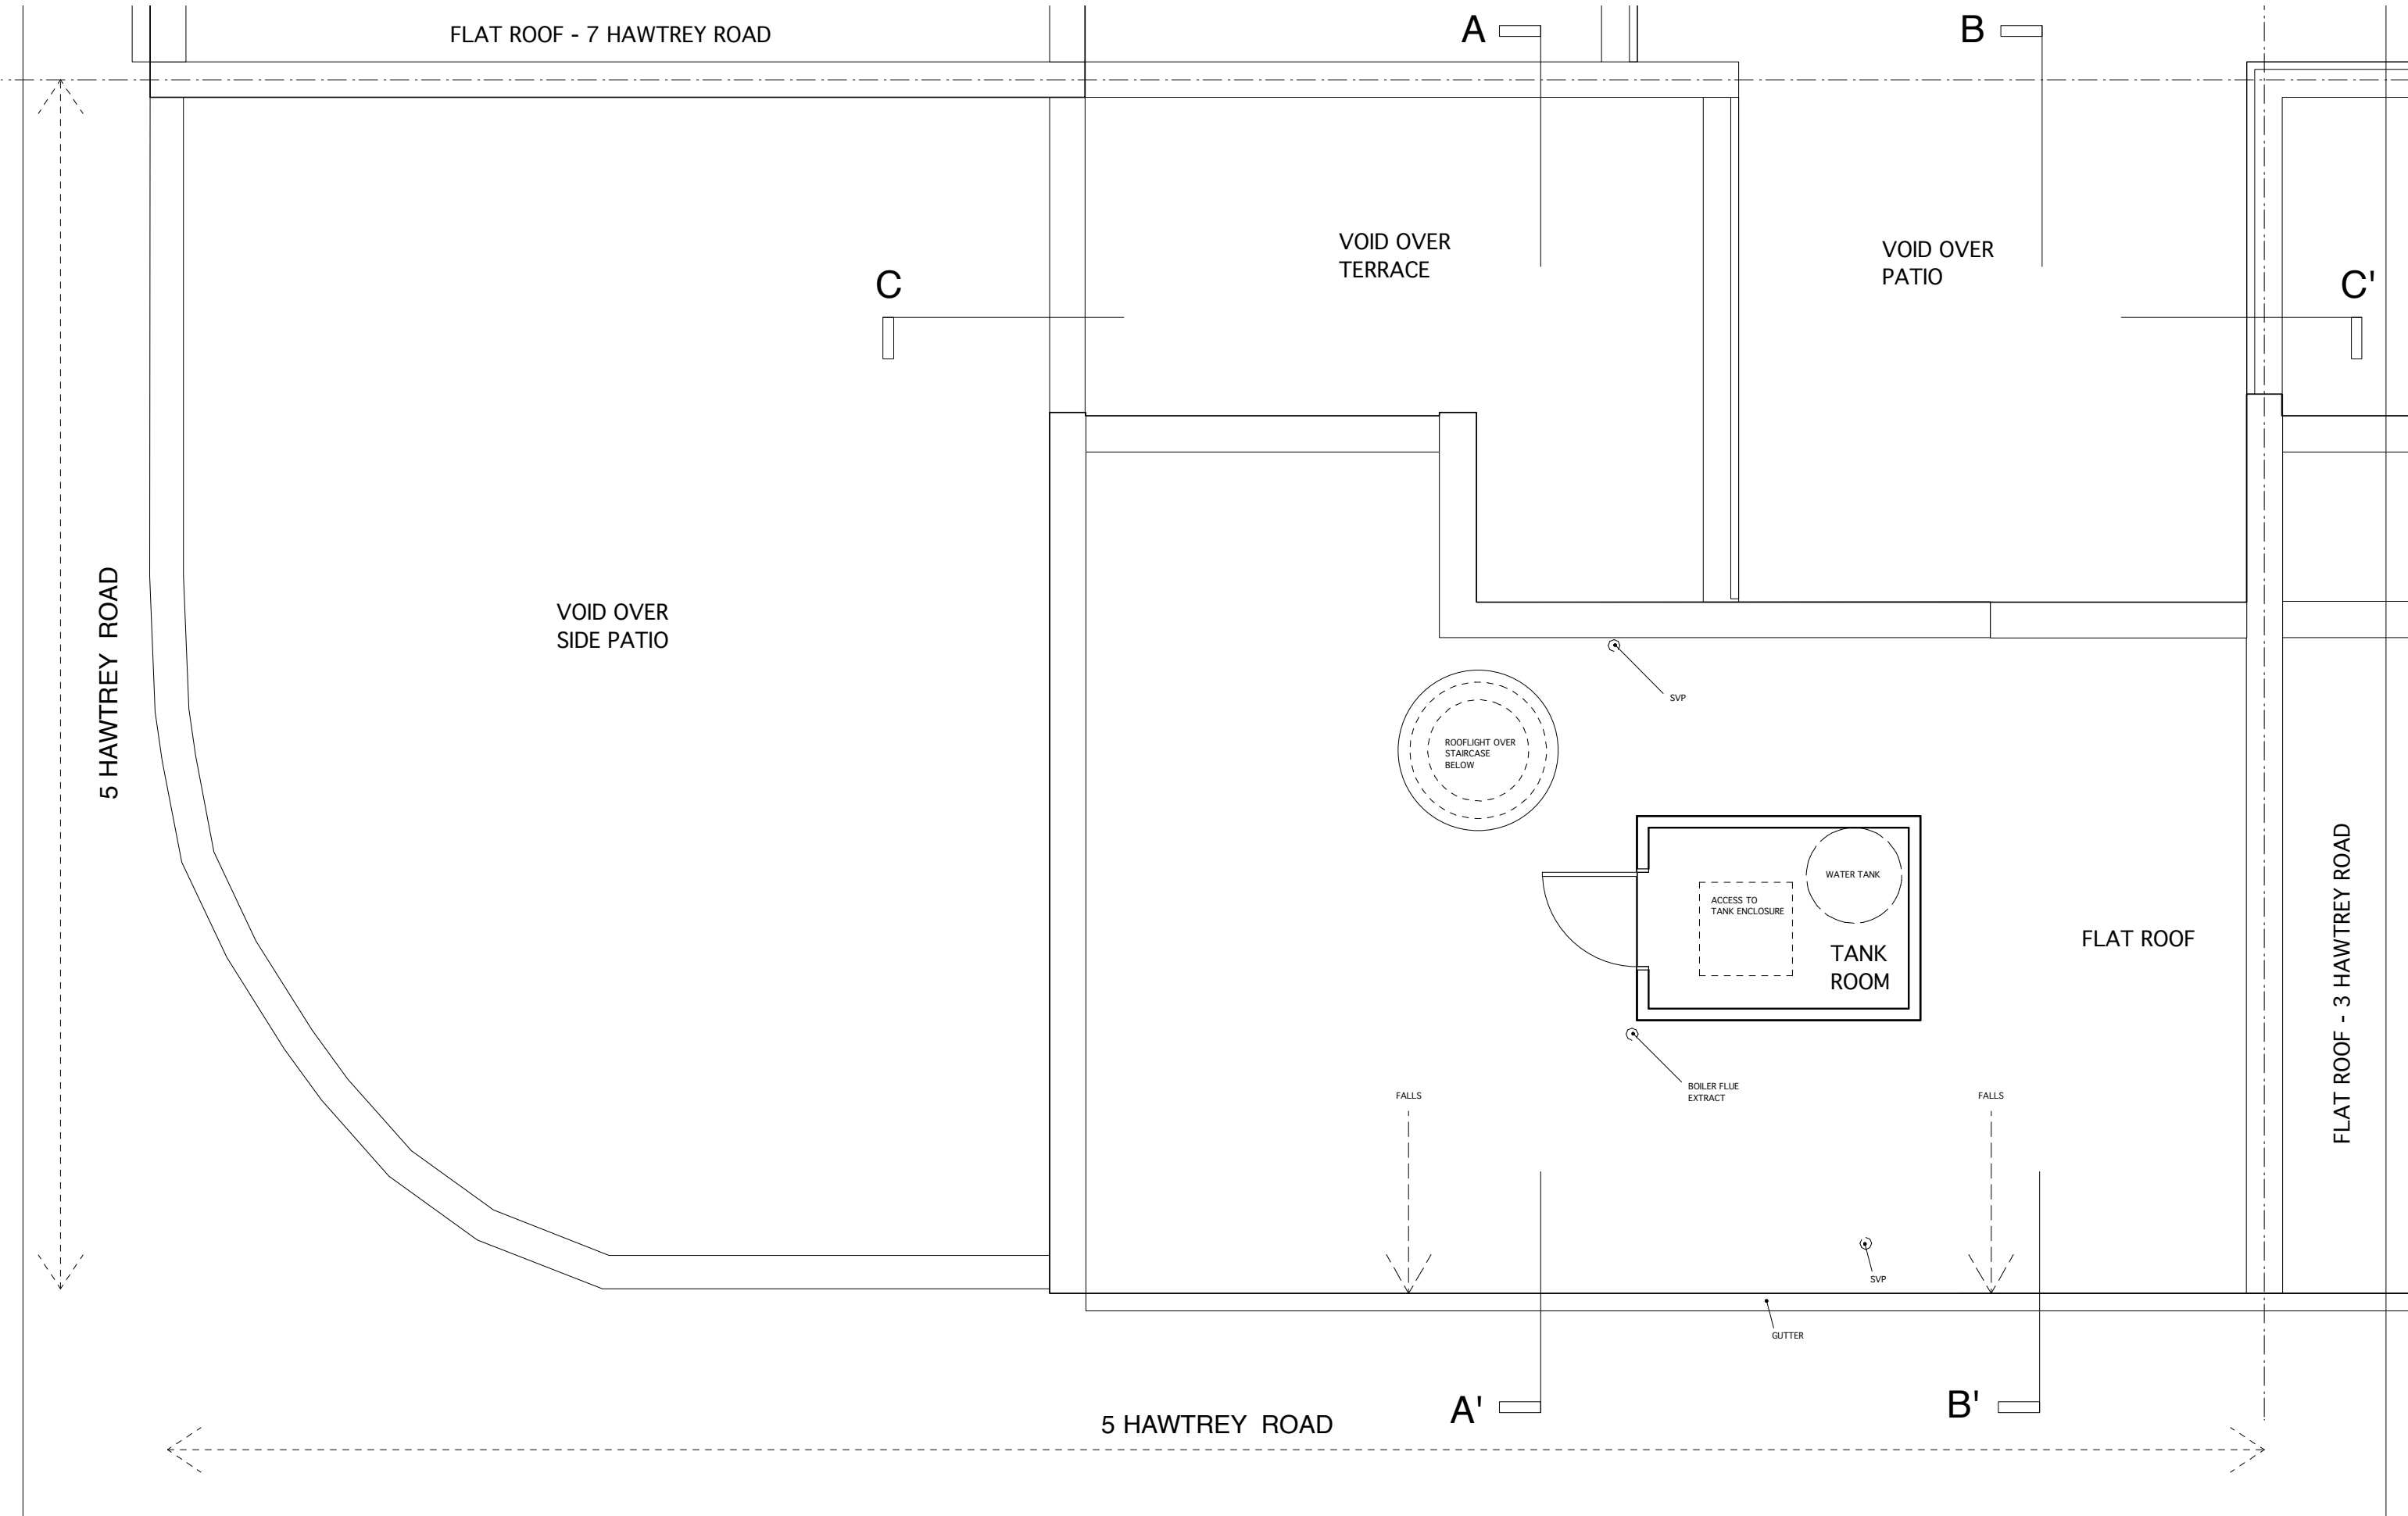 FLAT ROOF - 7 HAWTREY ROAD
A
B
VOID OVER
TERRACE
VOID OVER
PATIO
C
C'
5 HAWTREY ROAD
VOID OVER
SIDE PATIO
SVP
ROOFLIGHT OVER
STAIRCASE
BELOW
WATER TANK
ACCESS TO
TANK ENCLOSURE
TANK
ROOM
FLAT ROOF
FLAT ROOF - 3 HAWTREY ROAD
BOILER FLUE
EXTRACT
FALLS
FALLS
SVP
GUTTER
A'
B'
5 HAWTREY ROAD